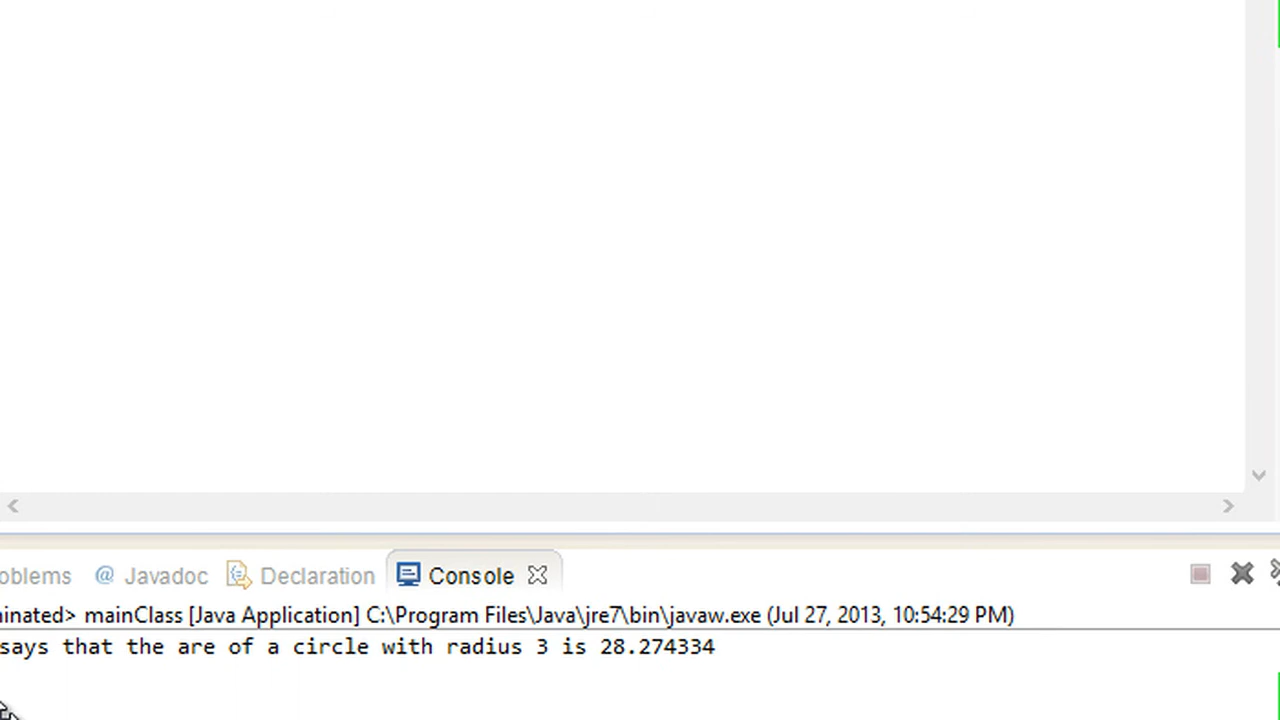 oblems @ Javadoc Declaration Console
inated> mainClass [Java Application] C:\Program Files\Java\jre7\bin\javaw.exe (Jul 27, 2013, 10:54:29 PM)
says that the are of a circle with radius 3 is 28.274334